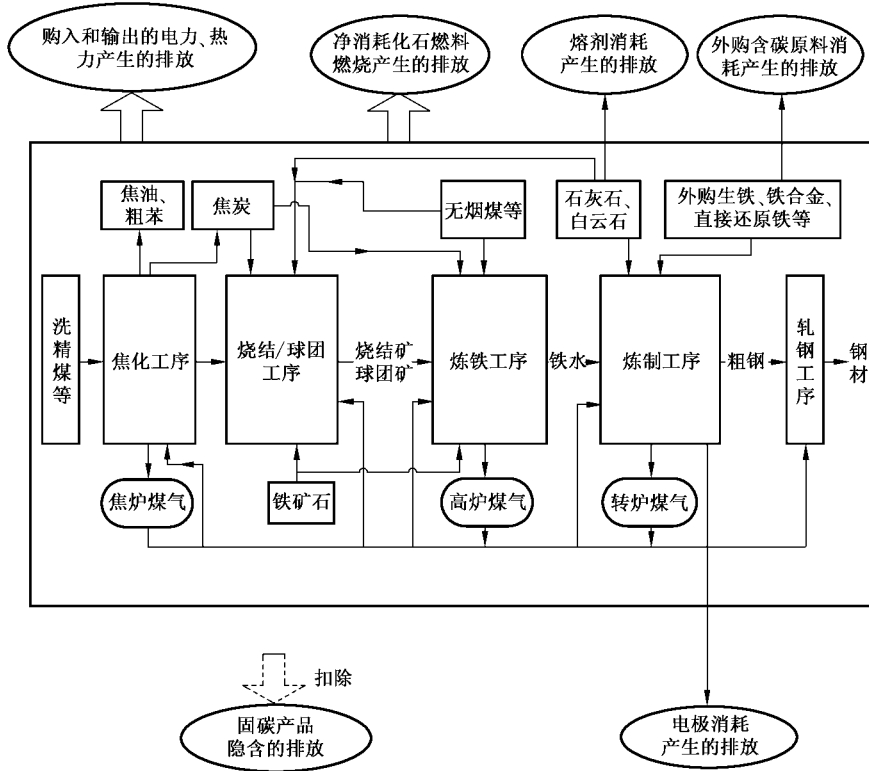 购入和输出的电力、热
力产生的排放
净消耗化石燃料
燃烧产生的排放
熔剂消耗
产生的排放
外购含碳原料消
耗产生的排放
焦油、
粗苯
焦炭
无烟煤等
石灰石、
白云石
外购生铁、铁合金、
直接还原铁等
洗精煤等
焦化工序
烧结/球团
工序
烧结矿
球团矿
炼铁工序
铁水
炼制工序
粗钢
轧钢工序
钢材
焦炉煤气
铁矿石
高炉煤气
转炉煤气
扣除
固碳产品
隐含的排放
电极消耗
产生的排放